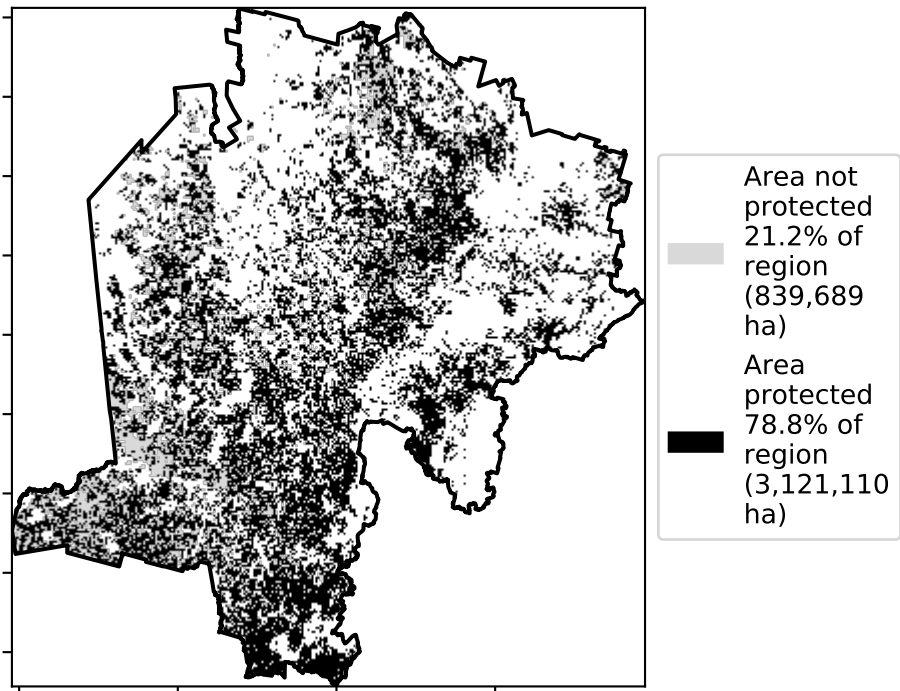 Area not
protected
21.2% of
region
(839,689
ha)
Area
protected
78.8% of
region
(3,121,110
ha)